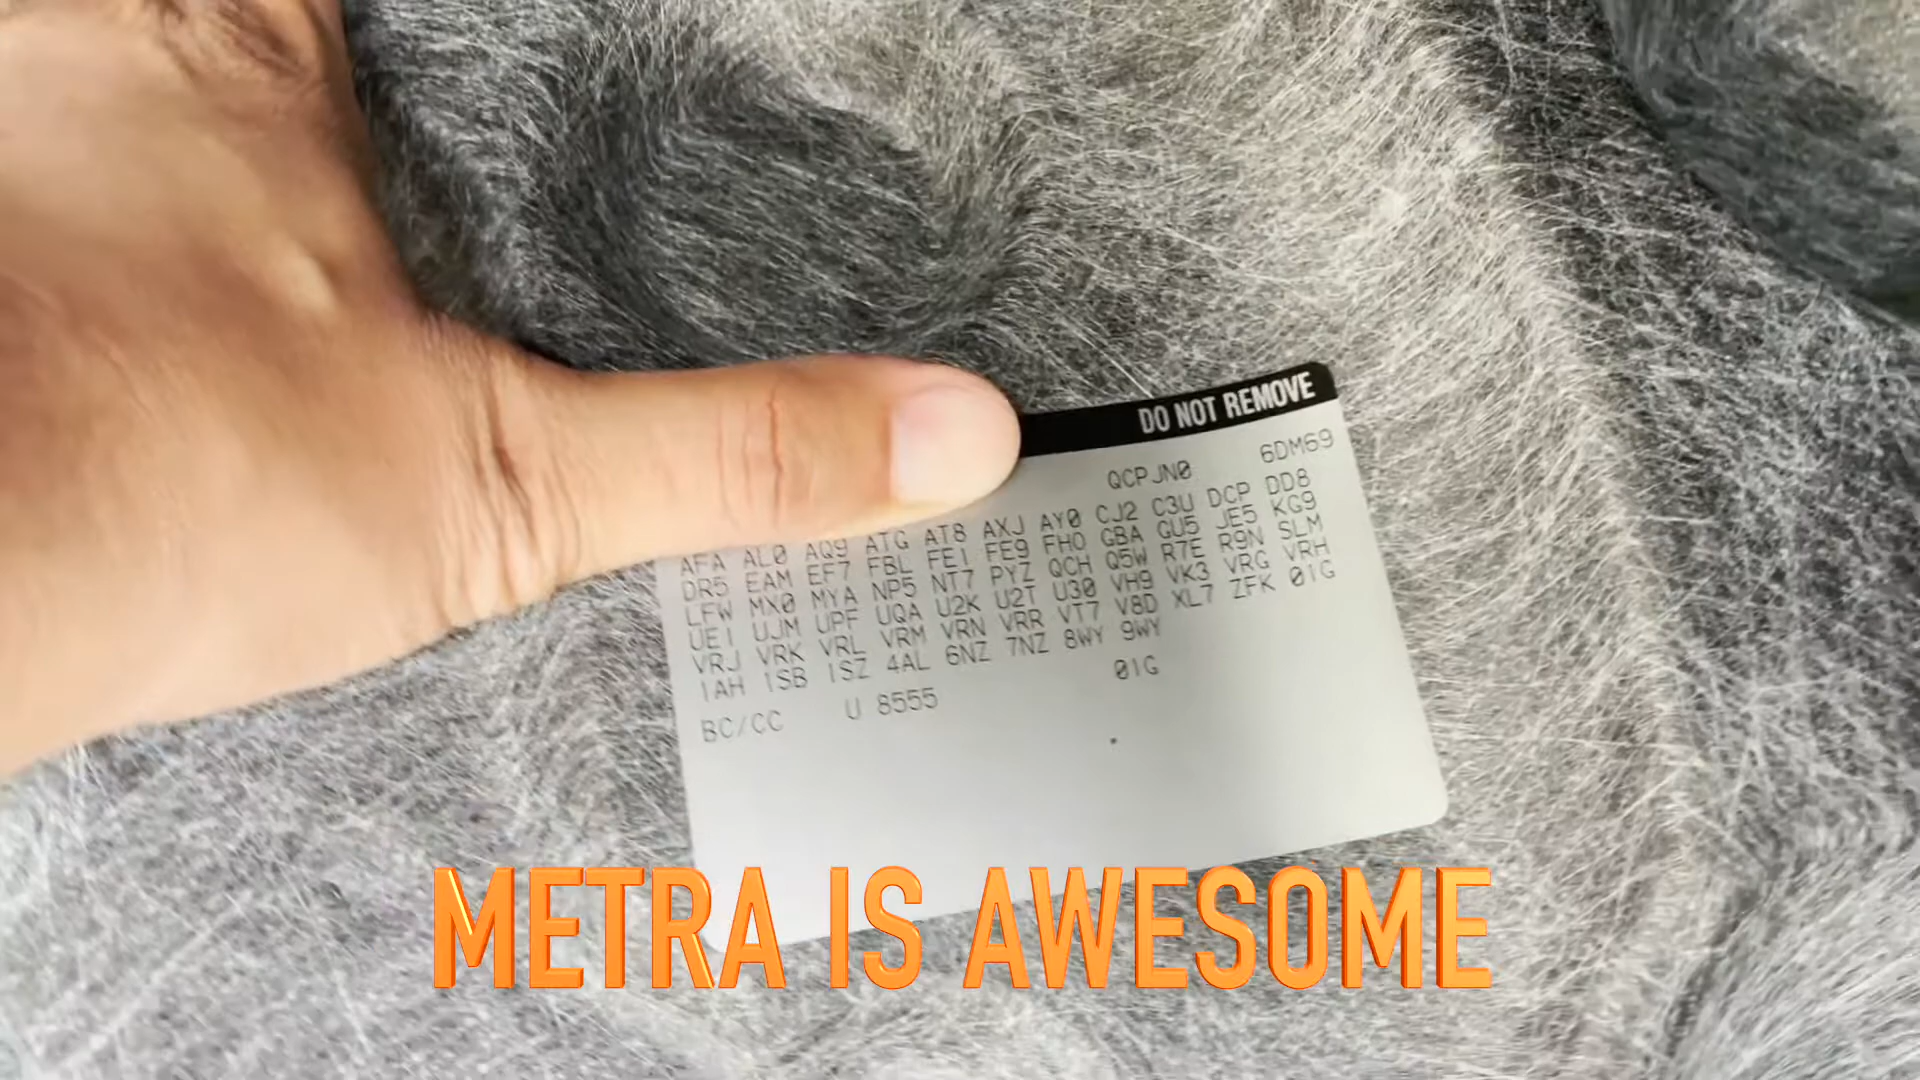 DO NOT REMOVE
QCPJN0 6DM69
AFA AL0 AQ9 ATG AT8 AXJ AY0 CJ2 C3U DCP DD8
DR5 EAM EF7 FBL FE1 FE9 FHO GBA GU5 JE5 KG9
LFW MX0 MYA NP5 NT7 PYZ QCH Q5W R7E R9N SLM
UE1 UJM UPF UQA U2K U2T U30 VH9 VK3 VRG VRH
VRJ VRK VRL VRM VRN VRR VT7 V8D XL7 ZFK 01G
1AH 1SB 1SZ 4AL 6NZ 7NZ 8WY 9WY
BC/CC U 8555 01G
METRA IS AWESOME